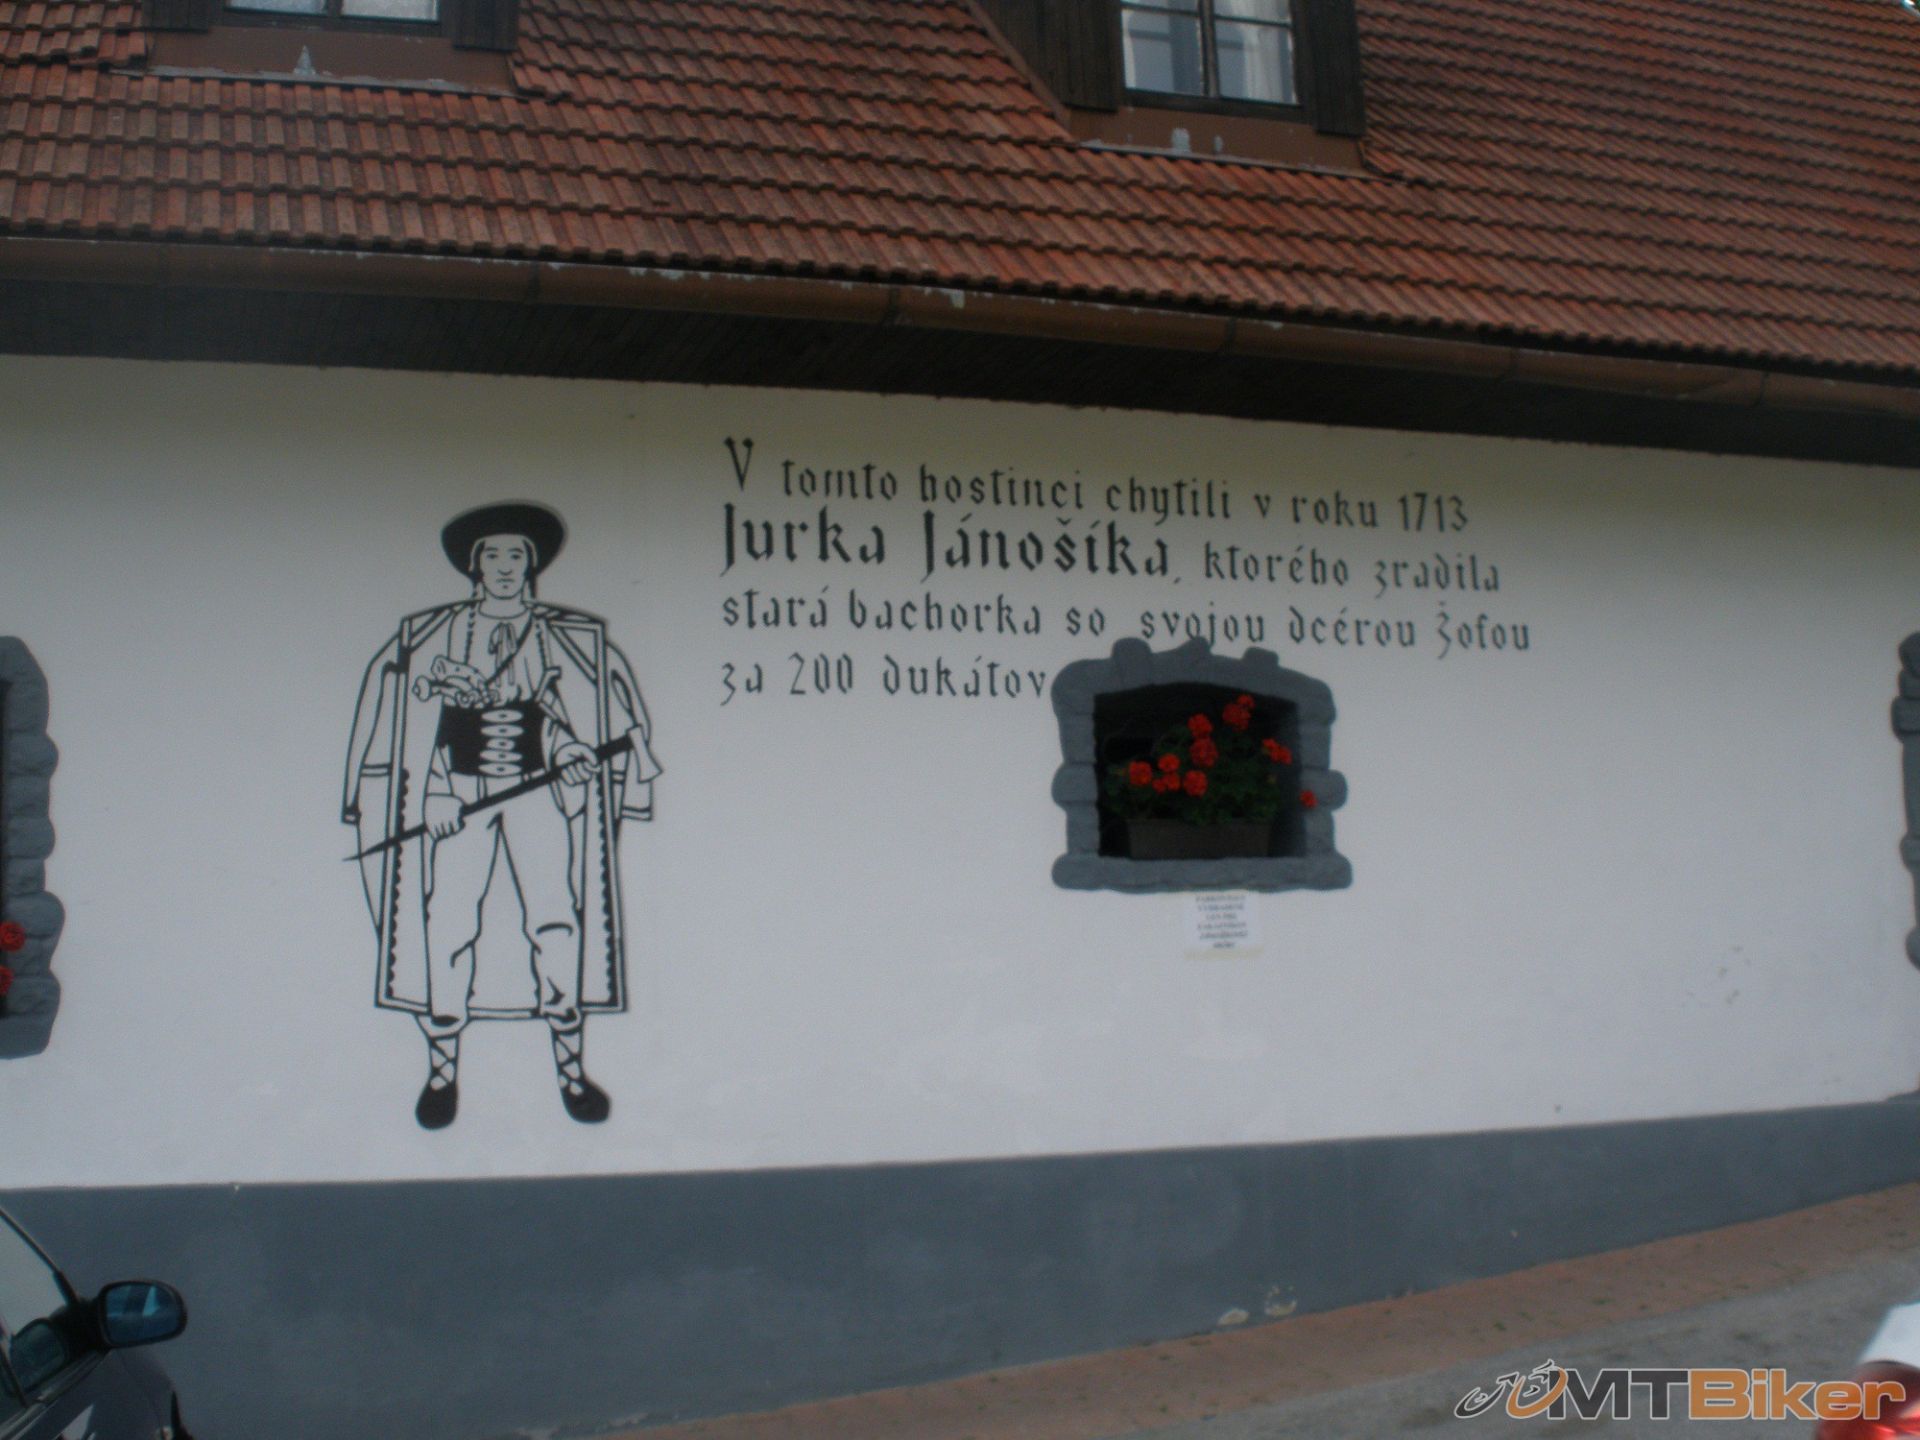 V tomto hostinci chytili v roku 1713
Jurka Jánošíka, ktorého zradila
stará bachorka so svojou dcérou Žofou
za 200 dukátov
MTBiker